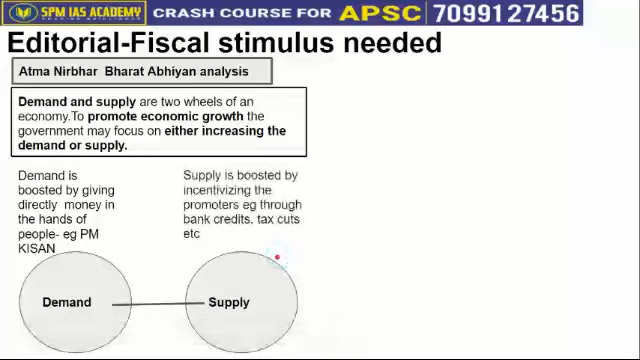 SPM IAS ACADEMY CRASH COURSE FOR APSC 7099127456
Editorial-Fiscal stimulus needed
Atma Nirbhar Bharat Abhiyan analysis
Demand and supply are two wheels of an
economy.To promote economic growth the
government may focus on either increasing the
demand or supply.
Demand is
boosted by giving
directly money in
the hands of
people- eg PM
KISAN
Supply is boosted by
incentivizing the
promoters eg through
bank credits, tax cuts
etc
Demand
Supply